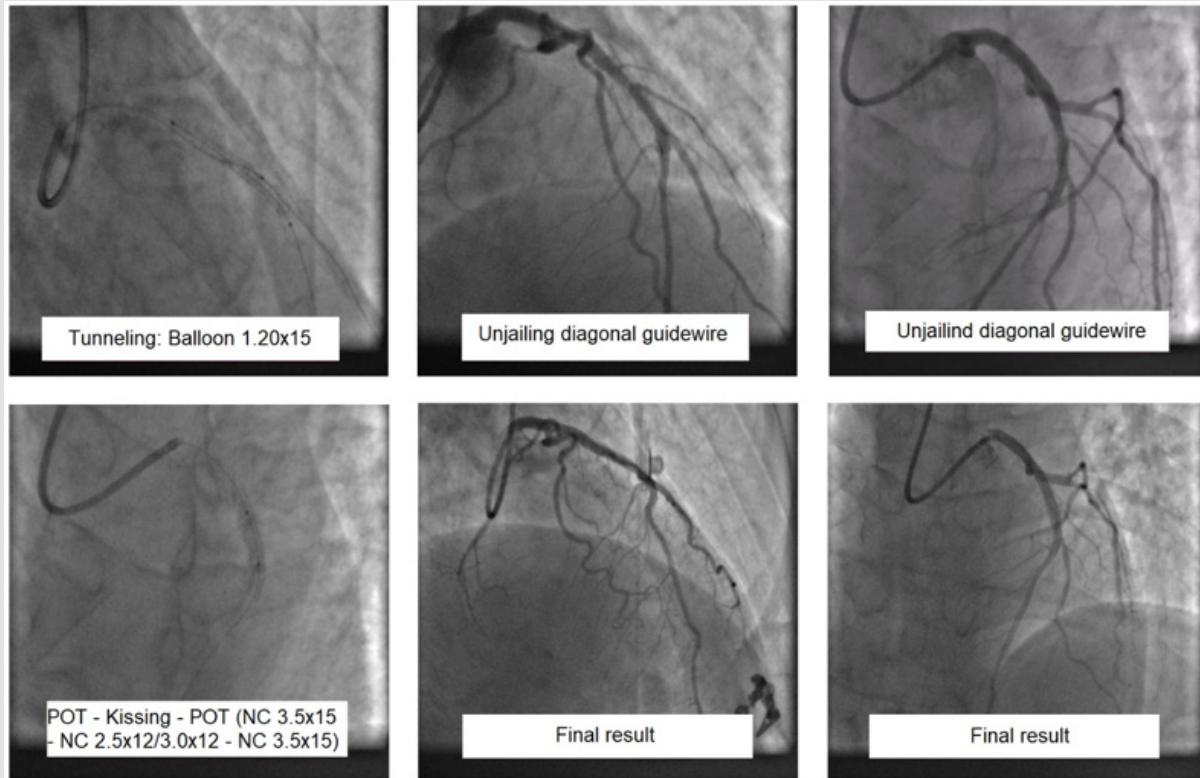 Tunneling: Balloon 1.20x15
Unjailing diagonal guidewire
Unjailind diagonal guidewire
POT - Kissing - POT (NC 3.5x15
- NC 2.5x12/3.0x12 - NC 3.5x15)
Final result
Final result